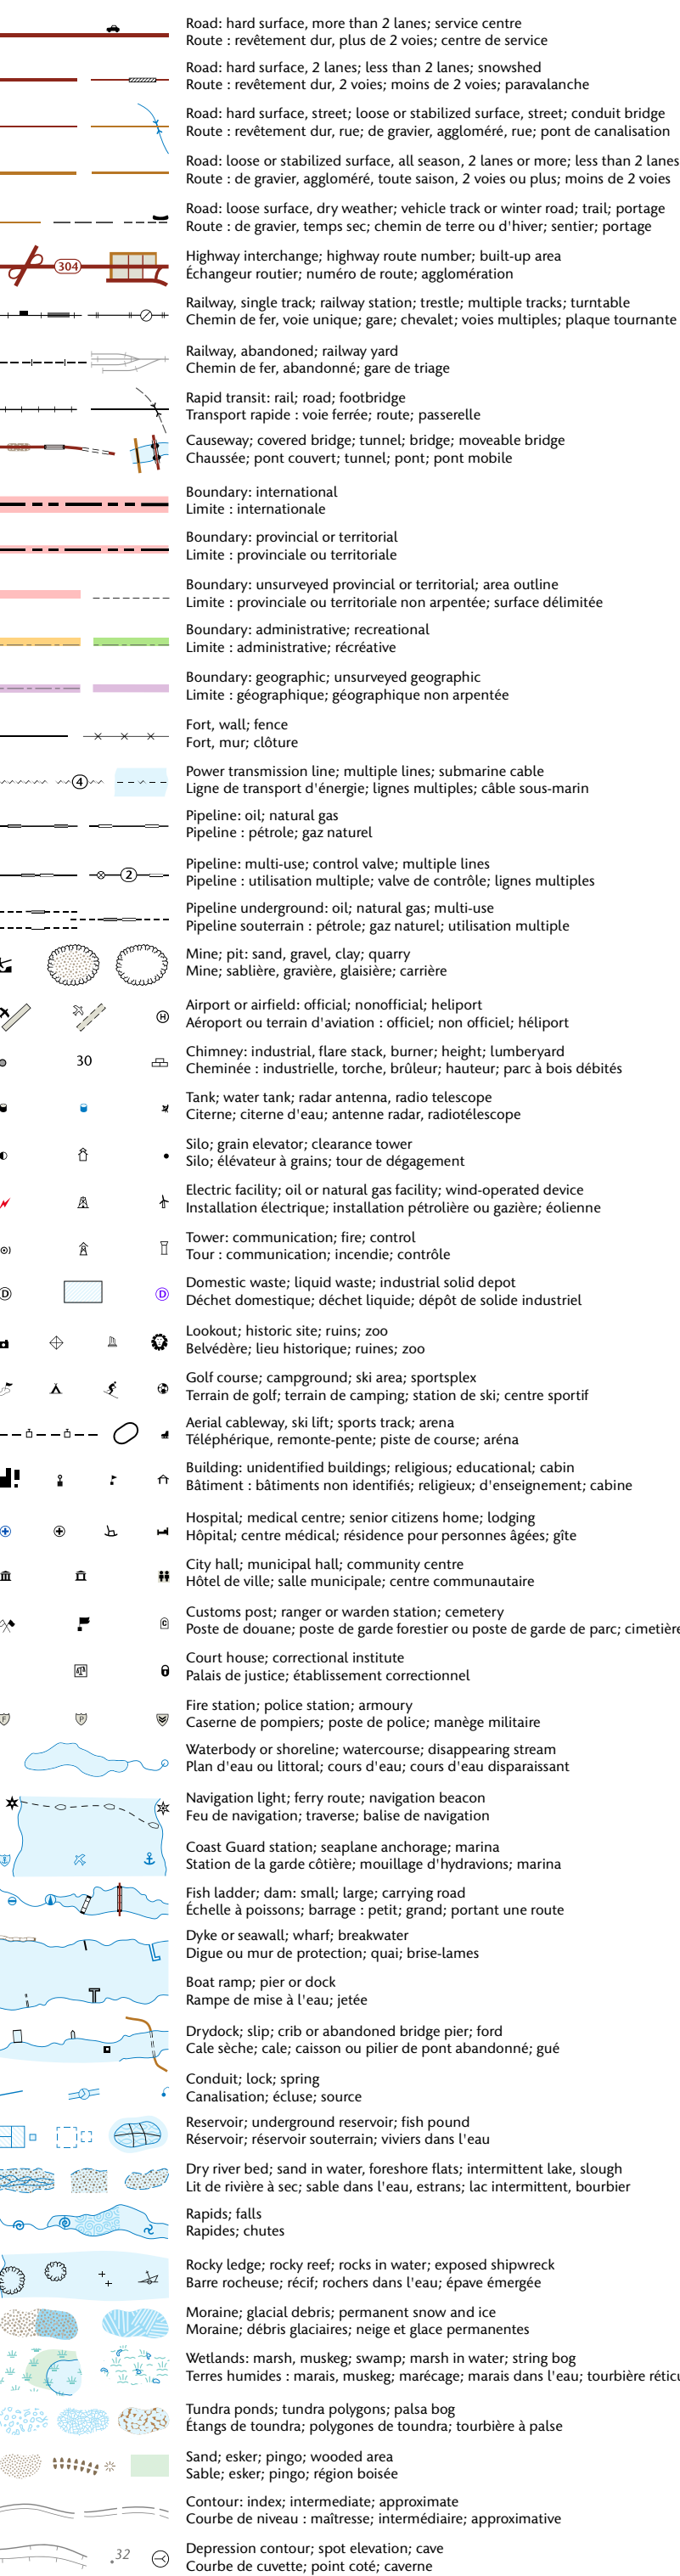 Road: hard surface, more than 2 lanes; service centre
Route : revêtement dur, plus de 2 voies; centre de service
Road: hard surface, 2 lanes; less than 2 lanes; snowshed
Route : revêtement dur, 2 voies; moins de 2 voies; paravalanche
Road: hard surface, street; loose or stabilized surface, street; conduit bridge
Route : revêtement dur, rue; de gravier, aggloméré, rue; pont de canalisation
Road: loose or stabilized surface, all season, 2 lanes or more; less than 2 lanes
Route : de gravier, aggloméré, toute saison, 2 voies ou plus; moins de 2 voies
Road: loose surface, dry weather; vehicle track or winter road; trail; portage
Route : de gravier, temps sec; chemin de terre ou d'hiver; sentier; portage
304
Highway interchange; highway route number; built-up area
Échangeur routier; numéro de route; agglomération
Railway, single track; railway station; trestle; multiple tracks; turntable
Chemin de fer, voie unique; gare; chevalet; voies multiples; plaque tournante
Railway, abandoned; railway yard
Chemin de fer, abandonné; gare de triage
Rapid transit: rail; road; footbridge
Transport rapide : voie ferrée; route; passerelle
Causeway; covered bridge; tunnel; bridge; moveable bridge
Chaussée; pont couvert; tunnel; pont; pont mobile
Boundary: international
Limite : internationale
Boundary: provincial or territorial
Limite : provinciale ou territoriale
Boundary: unsurveyed provincial or territorial; area outline
Limite : provinciale ou territoriale non arpentée; surface délimitée
Boundary: administrative; recreational
Limite : administrative; récréative
Boundary: geographic; unsurveyed geographic
Limite : géographique; géographique non arpentée
Fort, wall; fence
Fort, mur; clôture
4
Power transmission line; multiple lines; submarine cable
Ligne de transport d'énergie; lignes multiples; câble sous-marin
Pipeline: oil; natural gas
Pipeline : pétrole; gaz naturel
2
Pipeline: multi-use; control valve; multiple lines
Pipeline : utilisation multiple; valve de contrôle; lignes multiples
Pipeline underground: oil; natural gas; multi-use
Pipeline souterrain : pétrole; gaz naturel; utilisation multiple
Mine; pit: sand, gravel, clay; quarry
Mine; sablière, gravière, glaisière; carrière
H
Airport or airfield: official; nonofficial; heliport
Aéroport ou terrain d'aviation : officiel; non officiel; héliport
30
Chimney: industrial, flare stack, burner; height; lumberyard
Cheminée : industrielle, torche, brûleur; hauteur; parc à bois débités
Tank; water tank; radar antenna, radio telescope
Citerne; citerne d'eau; antenne radar, radiotélescope
Silo; grain elevator; clearance tower
Silo; élévateur à grains; tour de dégagement
Electric facility; oil or natural gas facility; wind-operated device
Installation électrique; installation pétrolière ou gazière; éolienne
Tower: communication; fire; control
Tour : communication; incendie; contrôle
D D
Domestic waste; liquid waste; industrial solid depot
Déchet domestique; déchet liquide; dépôt de solide industriel
Lookout; historic site; ruins; zoo
Belvédère; lieu historique; ruines; zoo
Golf course; campground; ski area; sportsplex
Terrain de golf; terrain de camping; station de ski; centre sportif
Aerial cableway, ski lift; sports track; arena
Téléphérique, remonte-pente; piste de course; aréna
Building: unidentified buildings; religious; educational; cabin
Bâtiment : bâtiments non identifiés; religieux; d'enseignement; cabine
Hospital; medical centre; senior citizens home; lodging
Hôpital; centre médical; résidence pour personnes âgées; gîte
City hall; municipal hall; community centre
Hôtel de ville; salle municipale; centre communautaire
C
Customs post; ranger or warden station; cemetery
Poste de douane; poste de garde forestier ou poste de garde de parc; cimetière
Court house; correctional institute
Palais de justice; établissement correctionnel
F P
Fire station; police station; armoury
Caserne de pompiers; poste de police; manège militaire
Waterbody or shoreline; watercourse; disappearing stream
Plan d'eau ou littoral; cours d'eau; cours d'eau disparaissant
Navigation light; ferry route; navigation beacon
Feu de navigation; traverse; balise de navigation
Coast Guard station; seaplane anchorage; marina
Station de la garde côtière; mouillage d'hydravions; marina
Fish ladder; dam: small; large; carrying road
Échelle à poissons; barrage : petit; grand; portant une route
Dyke or seawall; wharf; breakwater
Digue ou mur de protection; quai; brise-lames
Boat ramp; pier or dock
Rampe de mise à l'eau; jetée
Drydock; slip; crib or abandoned bridge pier; ford
Cale sèche; cale; caisson ou pilier de pont abandonné; gué
Conduit; lock; spring
Canalisation; écluse; source
Reservoir; underground reservoir; fish pound
Réservoir; réservoir souterrain; viviers dans l'eau
Dry river bed; sand in water, foreshore flats; intermittent lake, slough
Lit de rivière à sec; sable dans l'eau, estrans; lac intermittent, bourbier
Rapids; falls
Rapides; chutes
Rocky ledge; rocky reef; rocks in water; exposed shipwreck
Barre rocheuse; récif; rochers dans l'eau; épave émergée
Moraine; glacial debris; permanent snow and ice
Moraine; débris glaciaires; neige et glace permanentes
Wetlands: marsh, muskeg; swamp; marsh in water; string bog
Terres humides : marais, muskeg; marécage; marais dans l'eau; tourbière réticu
Tundra ponds; tundra polygons; palsa bog
Étangs de toundra; polygones de toundra; tourbière à palse
Sand; esker; pingo; wooded area
Sable; esker; pingo; région boisée
Contour: index; intermediate; approximate
Courbe de niveau : maîtresse; intermédiaire; approximative
.32
Depression contour; spot elevation; cave
Courbe de cuvette; point coté; caverne